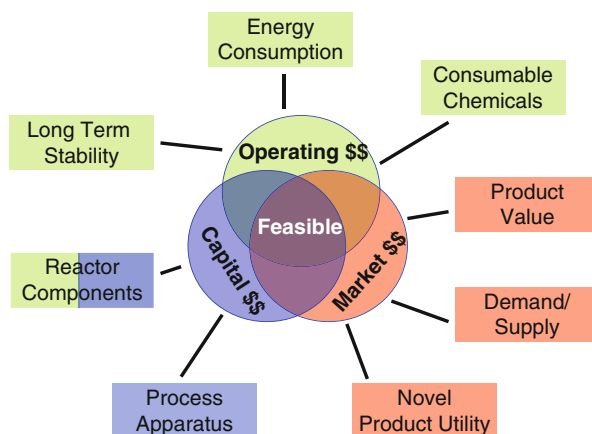 Energy
Consumption
Consumable
Chemicals
Long Term
Stability
Operating $$
Product
Value
Feasible
Capital $$
Market $$
Reactor
Components
Demand/
Supply
Process
Apparatus
Novel
Product Utility